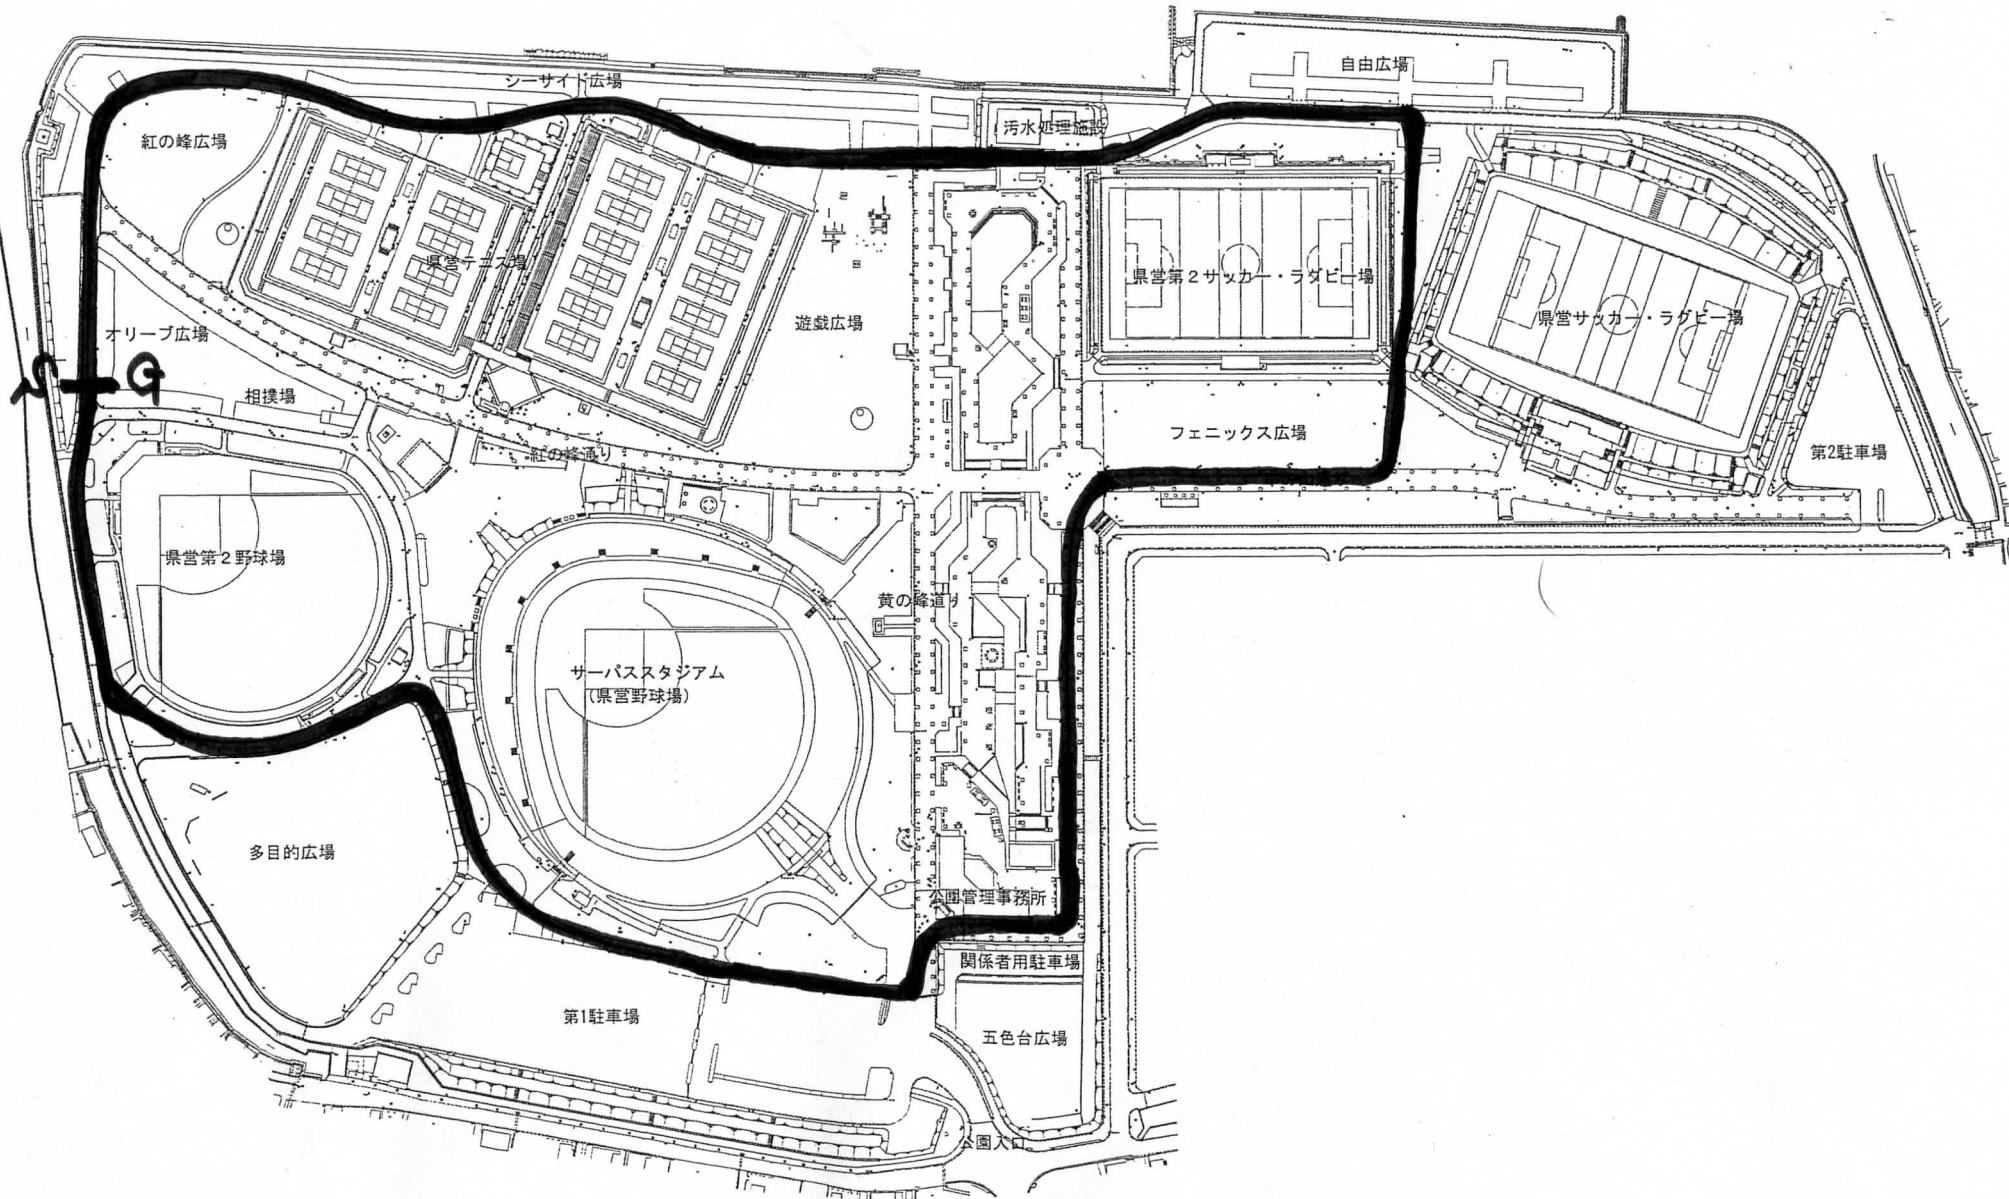 自由広場
シーサイド広場
汚水処理施設
紅の峰広場
県営テニス場
県営第2サッカー・ラグビー場
県営サッカー・ラグビー場
遊戯広場
オリーブ広場
S G
相撲場
フェニックス広場
紅の峰通り
第2駐車場
県営第2野球場
黄の峰通り
サーパススタジアム
(県営野球場)
多目的広場
公園管理事務所
関係者用駐車場
第1駐車場
五色台広場
公園入口